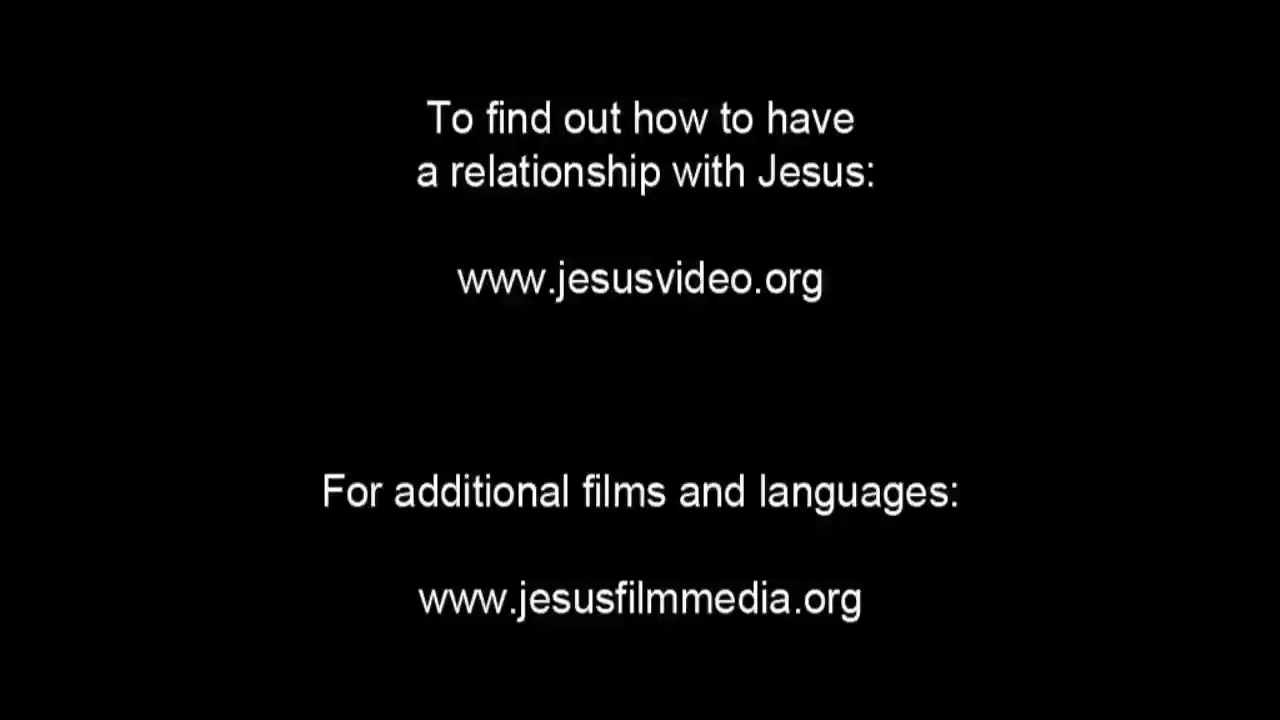 To find out how to have
a relationship with Jesus:
www.jesusvideo.org
For additional films and languages:
www.jesusfilmmedia.org